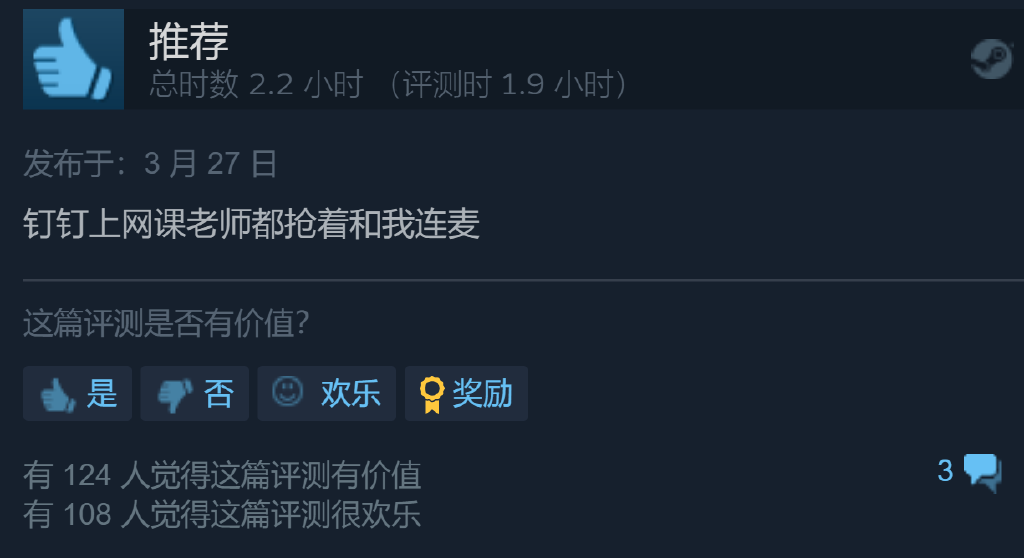 推荐
总时数 2.2 小时 （评测时 1.9 小时）
发布于：3 月 27 日
钉钉上网课老师都抢着和我连麦
这篇评测是否有价值？
是 否 欢乐 奖励
有 124 人觉得这篇评测有价值
有 108 人觉得这篇评测很欢乐
3